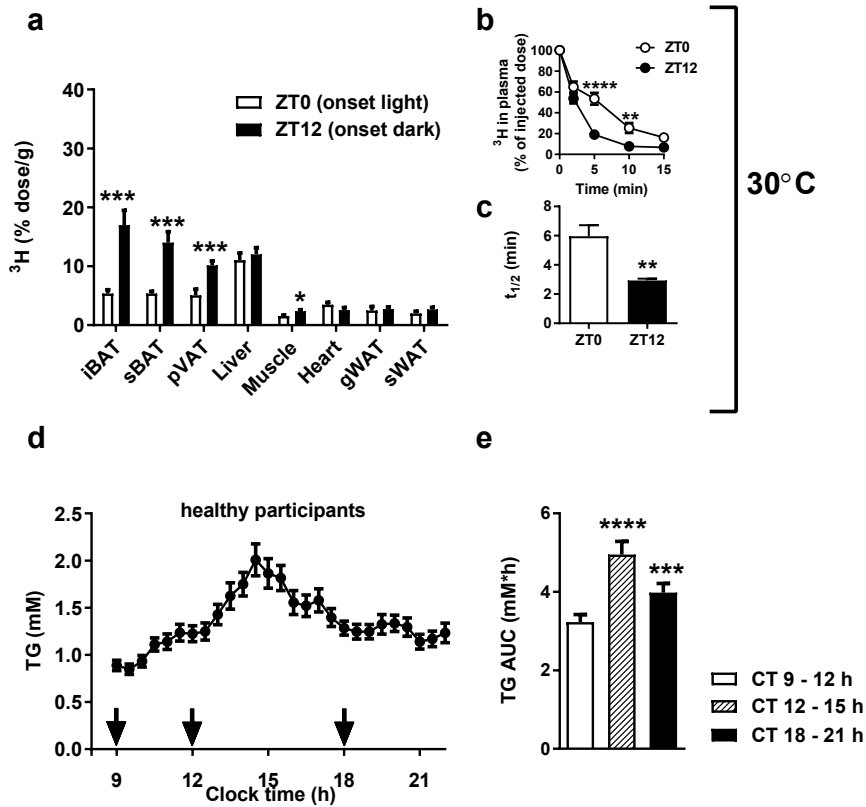 a
³H (% dose/g)
50
40
30
20
10
0
ZT0 (onset light)
ZT12 (onset dark)
***
***
***
*
iBAT
sBAT
pVAT
Liver
Muscle
Heart
gWAT
sWAT
b
³H in plasma
(% of injected dose)
100
80
60
40
20
0
ZT0
ZT12
****
**
0 5 10 15
Time (min)
c
t1/2 (min)
8
6
4
2
0
**
ZT0 ZT12
30°C
d
healthy participants
TG (mM)
2.5
2.0
1.5
1.0
0.5
0.0
9 12 15 18 21
Clock time (h)
e
TG AUC (mM*h)
6
4
2
0
****
***
CT 9 - 12 h
CT 12 - 15 h
CT 18 - 21 h